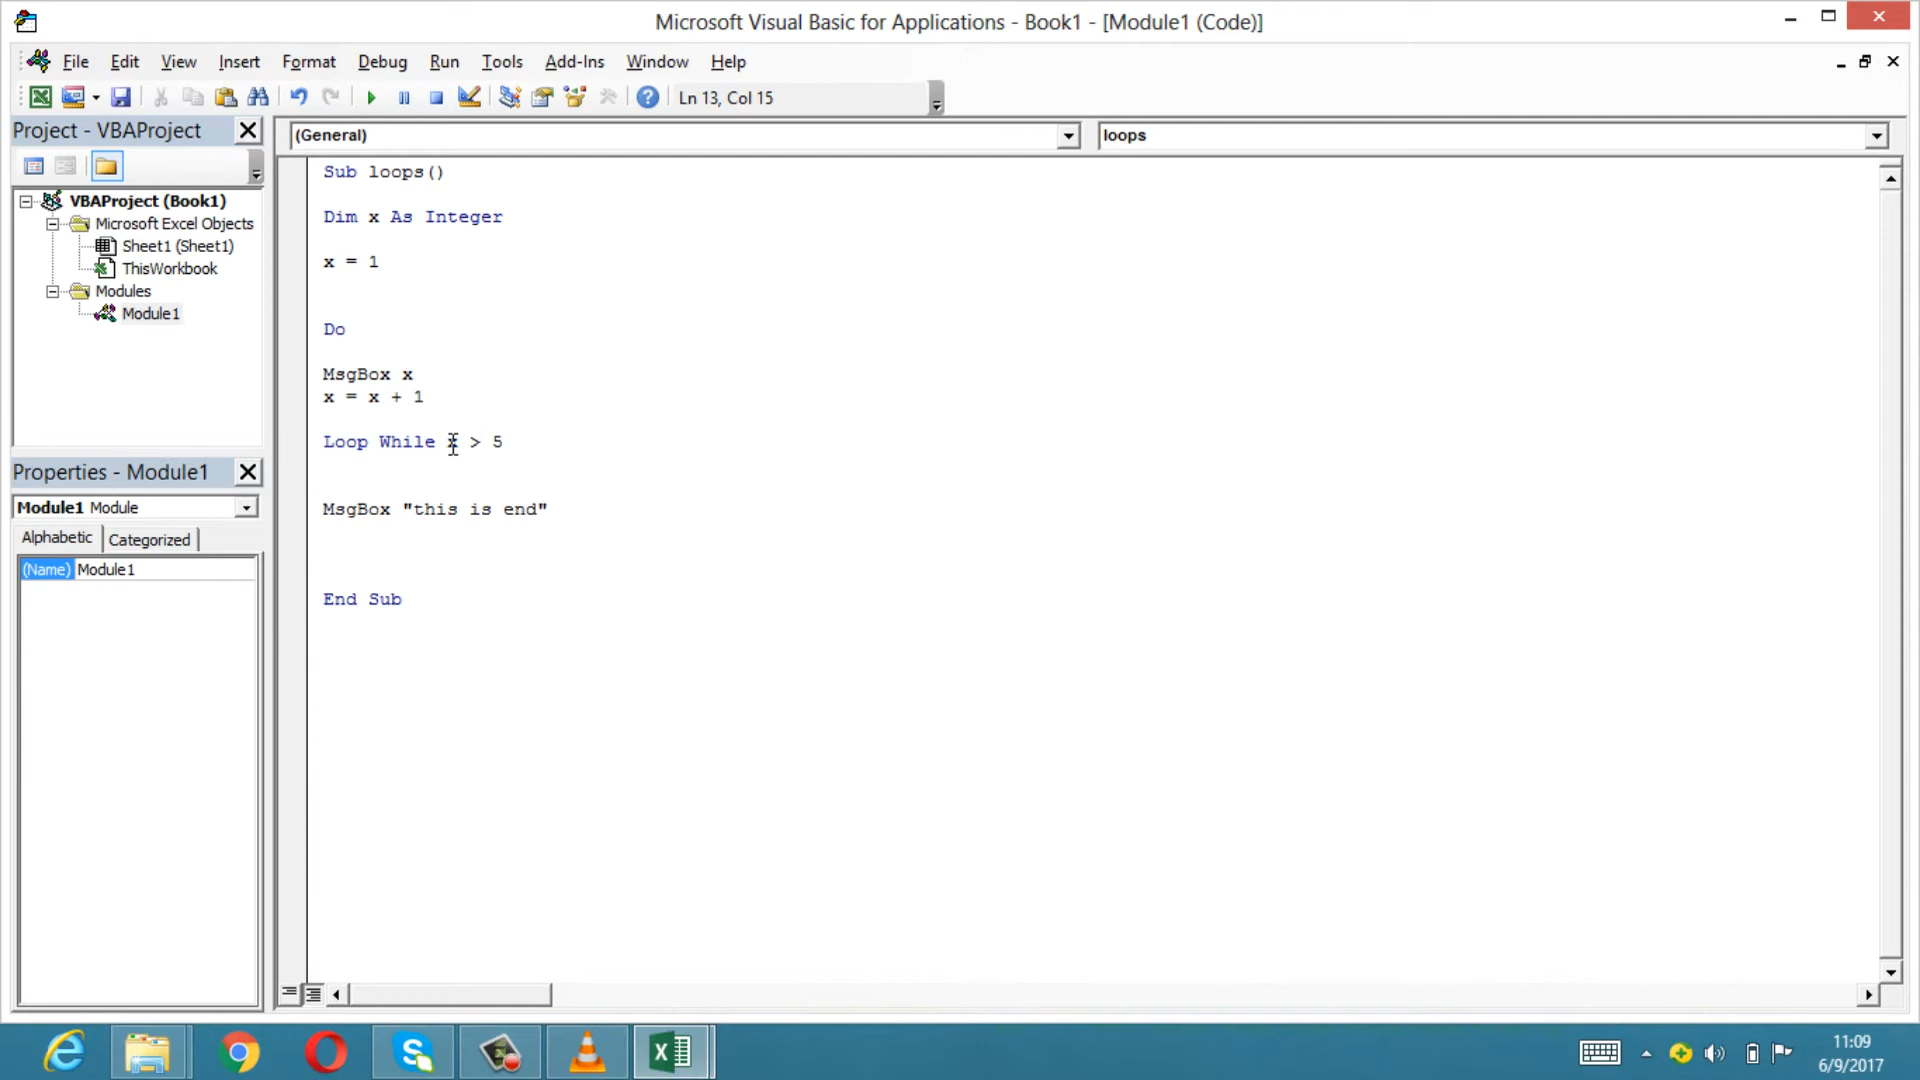 Microsoft Visual Basic for Applications - Book1 - [Module1 (Code)]
File Edit View Insert Format Debug Run Tools Add-Ins Window Help
Ln 13, Col 15
Project - VBAProject
(General)
loops
VBAProject (Book1)
Microsoft Excel Objects
Sheet1 (Sheet1)
ThisWorkbook
Modules
Module1
Properties - Module1
Module1 Module
Alphabetic Categorized
(Name) Module1
Sub loops()
Dim x As Integer
x = 1
Do
MsgBox x
x = x + 1
Loop While x > 5
MsgBox "this is end"
End Sub
11:09
6/9/2017